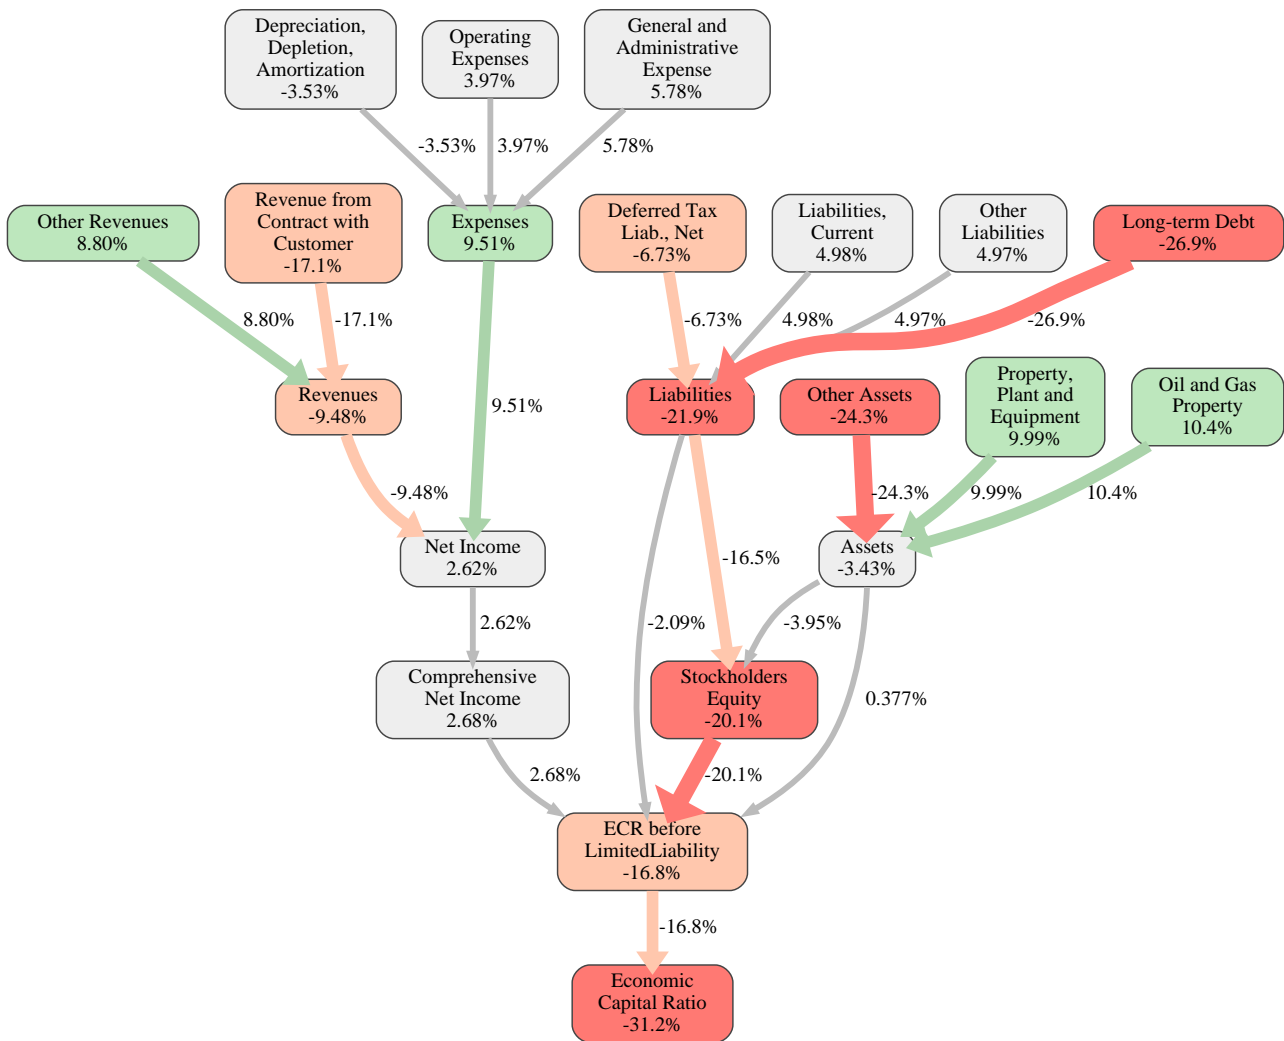 Depreciation,
Depletion,
Amortization
-3.53%
Operating
Expenses
3.97%
General and
Administrative
Expense
5.78%
-3.53%
3.97%
5.78%
Other Revenues
8.80%
Revenue from
Contract with
Customer
-17.1%
Expenses
9.51%
Deferred Tax
Liab., Net
-6.73%
Liabilities,
Current
4.98%
Other
Liabilities
4.97%
Long-term Debt
-26.9%
8.80%
-17.1%
-6.73%
4.98%
4.97%
-26.9%
Revenues
-9.48%
9.51%
Liabilities
-21.9%
Other Assets
-24.3%
Property,
Plant and
Equipment
9.99%
Oil and Gas
Property
10.4%
-9.48%
-24.3%
9.99%
10.4%
Net Income
2.62%
-16.5%
Assets
-3.43%
2.62%
-2.09%
-3.95%
0.377%
Comprehensive
Net Income
2.68%
Stockholders
Equity
-20.1%
2.68%
-20.1%
ECR before
LimitedLiability
-16.8%
-16.8%
Economic
Capital Ratio
-31.2%